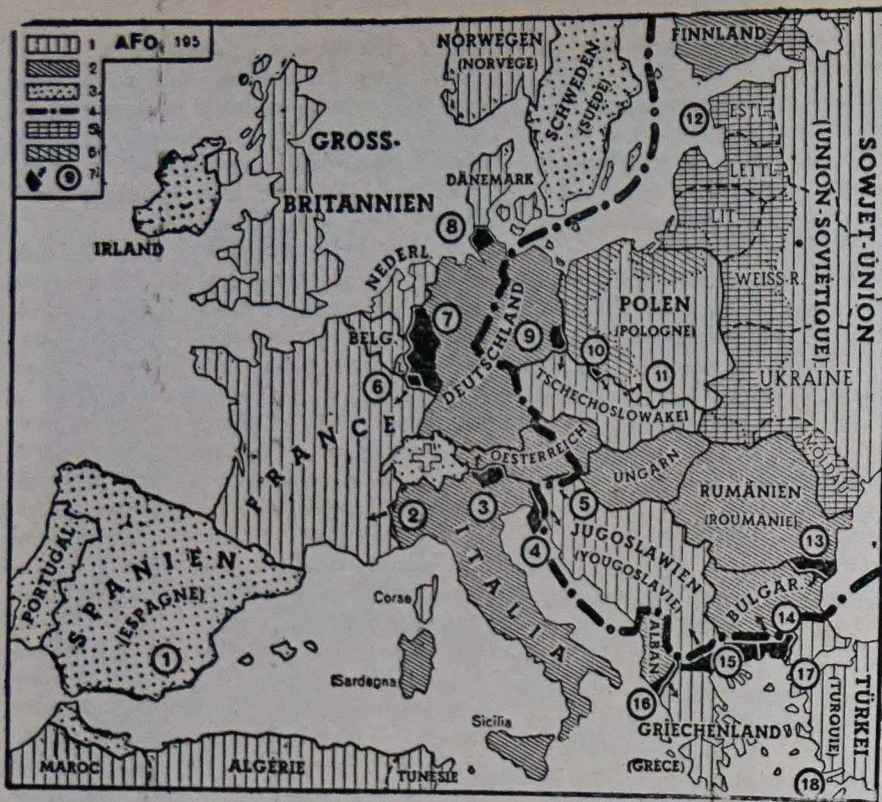 1 AFO 195
2
3
4
5
6
9 7
NORWEGEN
(NORVÈGE)
SCHWEDEN
(SUÈDE)
FINNLAND
12
ESTL.
LETTL.
LIT.
WEISS-R.
SOWJET-UNION
(UNION-SOVIÉTIQUE)
GROSS-
BRITANNIEN
IRLAND
DÄNEMARK
8
NEDERL.
BELG.
7
6
DEUTSCHLAND
9
POLEN
(POLOGNE)
10
11
TSCHECHOSLOWAKEI
UKRAINE
MOLDAU
FRANCE
OESTERREICH
UNGARN
RUMÄNIEN
(ROUMANIE)
13
2
3
4
5
JUGOSLAWIEN
(YOUGOSLAVIE)
BULGAR.
14
15
16
17
18
ITALIA
ALBAN.
PORTUGAL
SPANIEN
(ESPAGNE)
1
Corse
Sardegna
Sicilia
GRIECHENLAND
(GRÈCE)
TÜRKEI
(TURQUIE)
MAROC
ALGÉRIE
TUNESIE